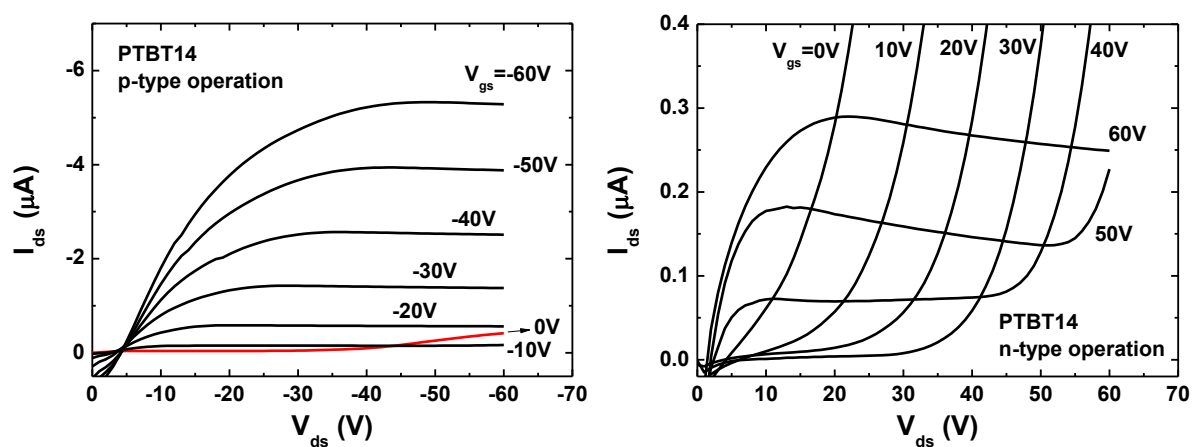 PTBT14
p-type operation
V_gs=-60V
-50V
-40V
-30V
-20V
0V
-10V
-6
-4
-2
0
I_ds (μA)
0 -10 -20 -30 -40 -50 -60 -70
V_ds (V)
V_gs=0V 10V 20V 30V 40V
60V
50V
PTBT14
n-type operation
0.4
0.3
0.2
0.1
0.0
I_ds (μA)
0 10 20 30 40 50 60 70
V_ds (V)